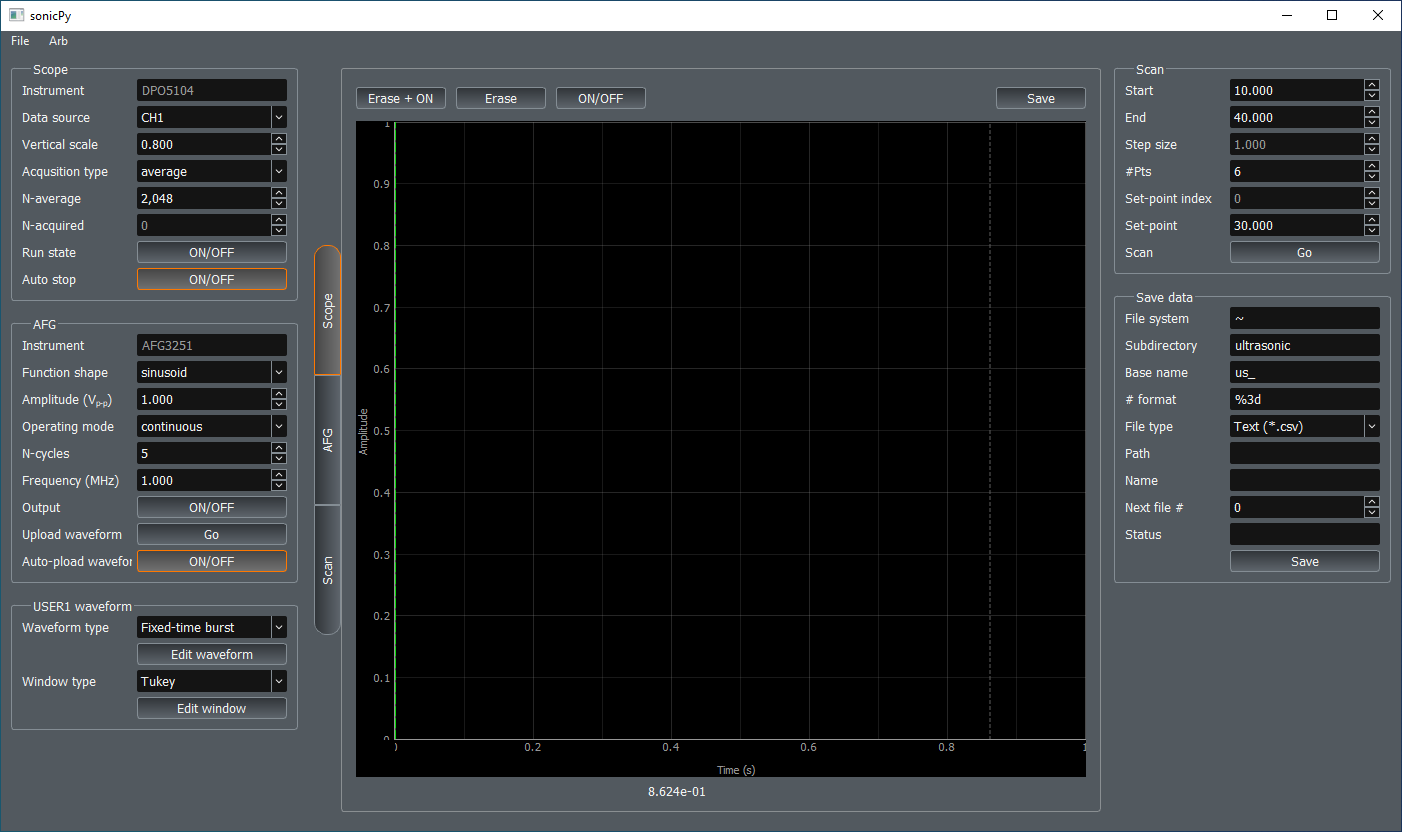 sonicPy
File Arb
Scope
Instrument DPO5104
Data source CH1
Vertical scale 0.800
Acqusition type average
N-average 2,048
N-acquired 0
Run state ON/OFF
Auto stop ON/OFF
AFG
Instrument AFG3251
Function shape sinusoid
Amplitude (Vp-p) 1.000
Operating mode continuous
N-cycles 5
Frequency (MHz) 1.000
Output ON/OFF
Upload waveform Go
Auto-pload wavefor ON/OFF
USER1 waveform
Waveform type Fixed-time burst
Edit waveform
Window type Tukey
Edit window
Scope
AFG
Scan
Erase + ON Erase ON/OFF Save
1
0.9
0.8
0.7
0.6
0.5
0.4
0.3
0.2
0.1
0
Amplitude
0 0.2 0.4 0.6 0.8 1
Time (s)
8.624e-01
Scan
Start 10.000
End 40.000
Step size 1.000
#Pts 6
Set-point index 0
Set-point 30.000
Scan Go
Save data
File system ~
Subdirectory ultrasonic
Base name us_
# format %3d
File type Text (*.csv)
Path
Name
Next file # 0
Status
Save